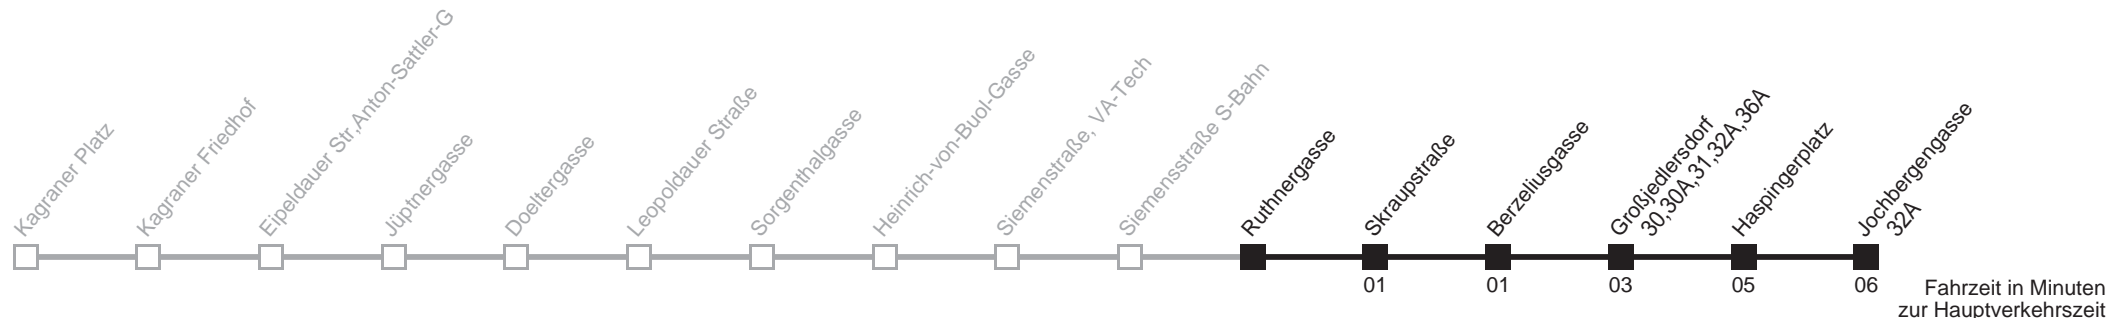 Kagraner Platz
Kagraner Friedhof
Eipeldauer Str,Anton-Sattler-G
Jüptnergasse
Doeltergasse
Leopoldauer Straße
Sorgenthalgasse
Heinrich-von-Buol-Gasse
Siemenstraße, VA-Tech
Siemensstraße S-Bahn
Ruthnergasse
Skraupstraße
Berzeliusgasse
Großjedlersdorf
30,30A,31,32A,36A
Haspingerplatz
Jochbergengasse
32A
01
01
03
05
06
Fahrzeit in Minuten
zur Hauptverkehrszeit